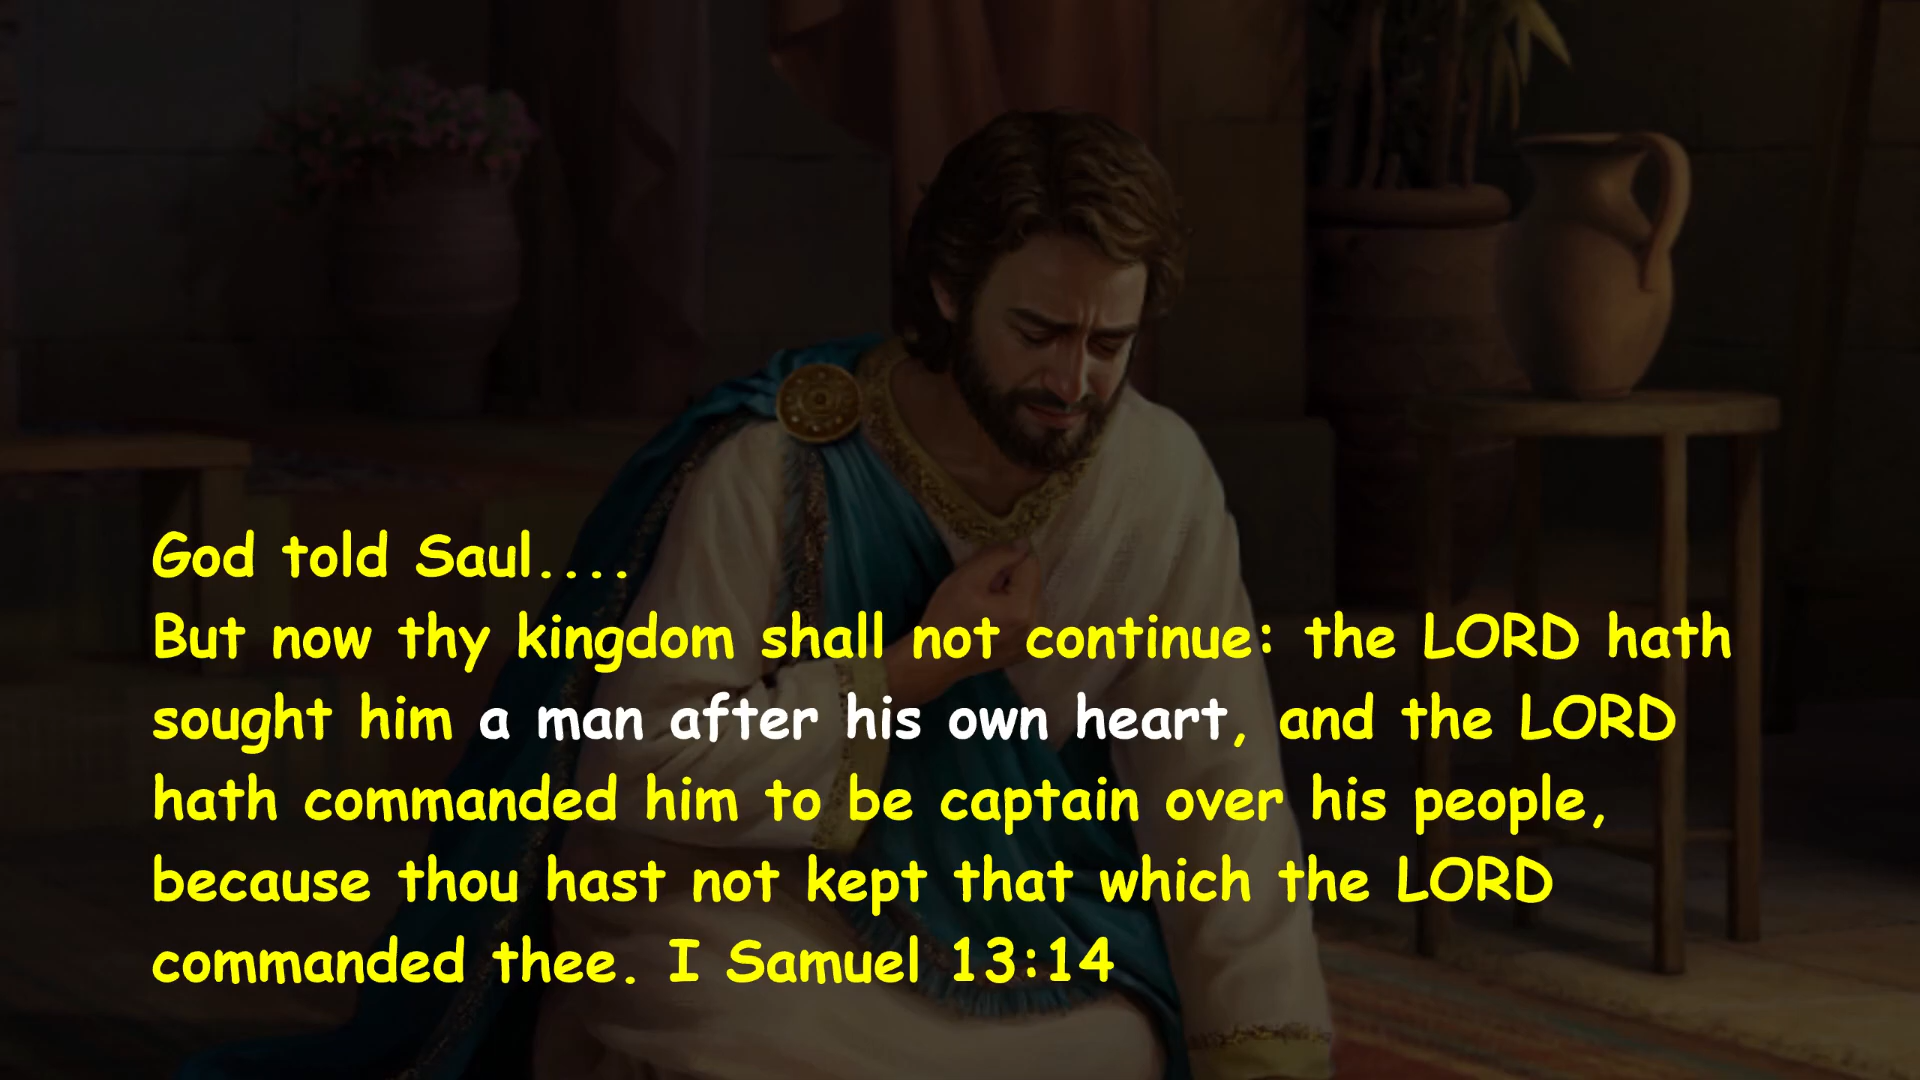 God told Saul....
But now thy kingdom shall not continue: the LORD hath
sought him a man after his own heart, and the LORD
hath commanded him to be captain over his people,
because thou hast not kept that which the LORD
commanded thee. I Samuel 13:14